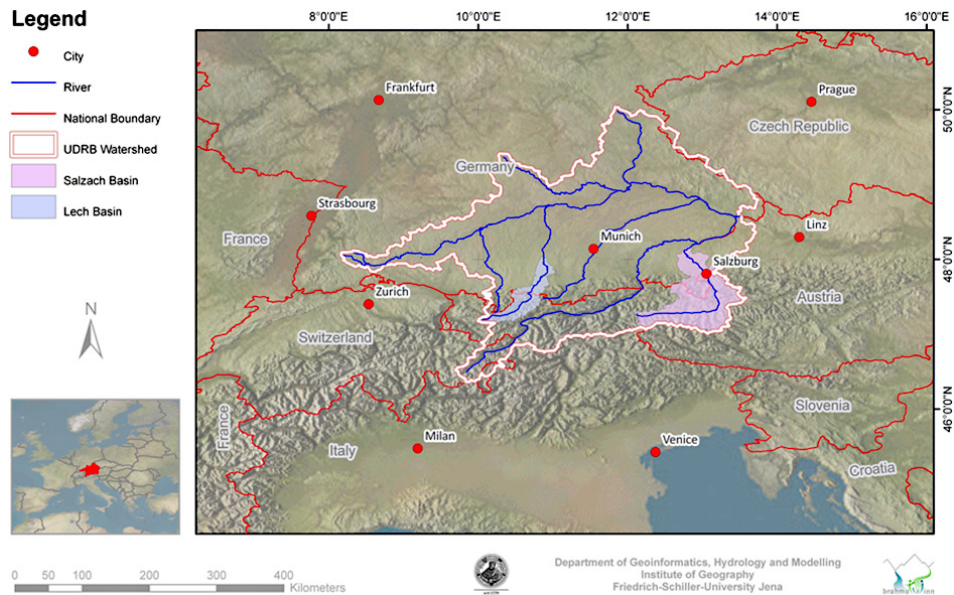 Legend
City
River
National Boundary
UDRB Watershed
Salzach Basin
Lech Basin
N
8°0'0"E
10°0'0"E
12°0'0"E
14°0'0"E
16°0'0"E
50°0'0"N
48°0'0"N
46°0'0"N
Frankfurt
Prague
Czech Republic
Germany
Strasbourg
France
Linz
Munich
Salzburg
Zurich
Austria
Switzerland
Slovenia
France
Milan
Venice
Italy
Croatia
0 50 100 200 300 400
Kilometers
Department of Geoinformatics, Hydrology and Modelling
Institute of Geography
Friedrich-Schiller-University Jena
brahma inn